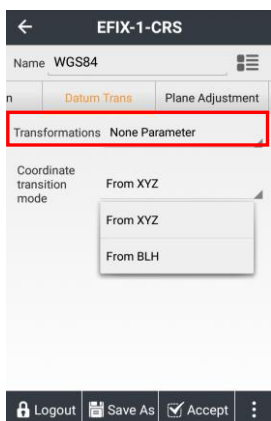 EFIX-1-CRS
Name WGS84
n Datum Trans Plane Adjustment
Transformations None Parameter
Coordinate
transition From XYZ
mode
From XYZ
From BLH
Logout Save As Accept